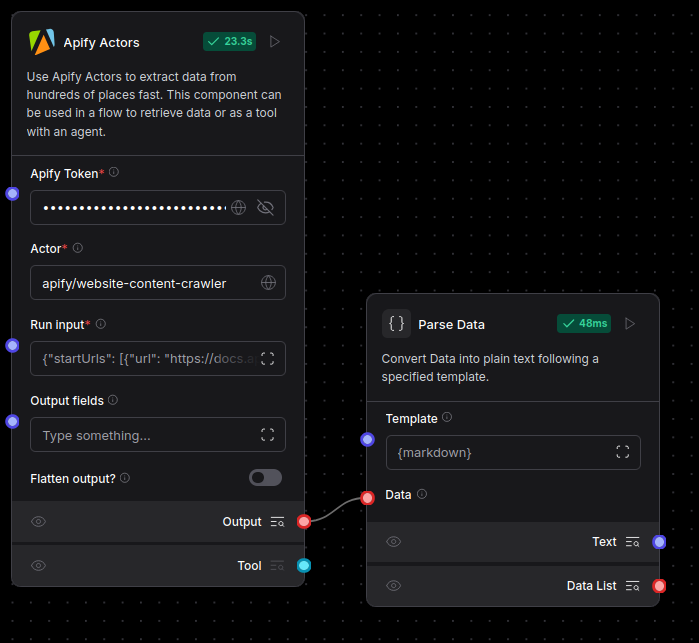 Apify Actors
23.3s
Use Apify Actors to extract data from
hundreds of places fast. This component can
be used in a flow to retrieve data or as a tool
with an agent.
Apify Token*
Actor*
apify/website-content-crawler
Run input*
{"startUrls": [{"url": "https://docs.a
Output fields
Type something...
Flatten output?
Output
Tool
{} Parse Data
48ms
Convert Data into plain text following a
specified template.
Template
{markdown}
Data
Text
Data List